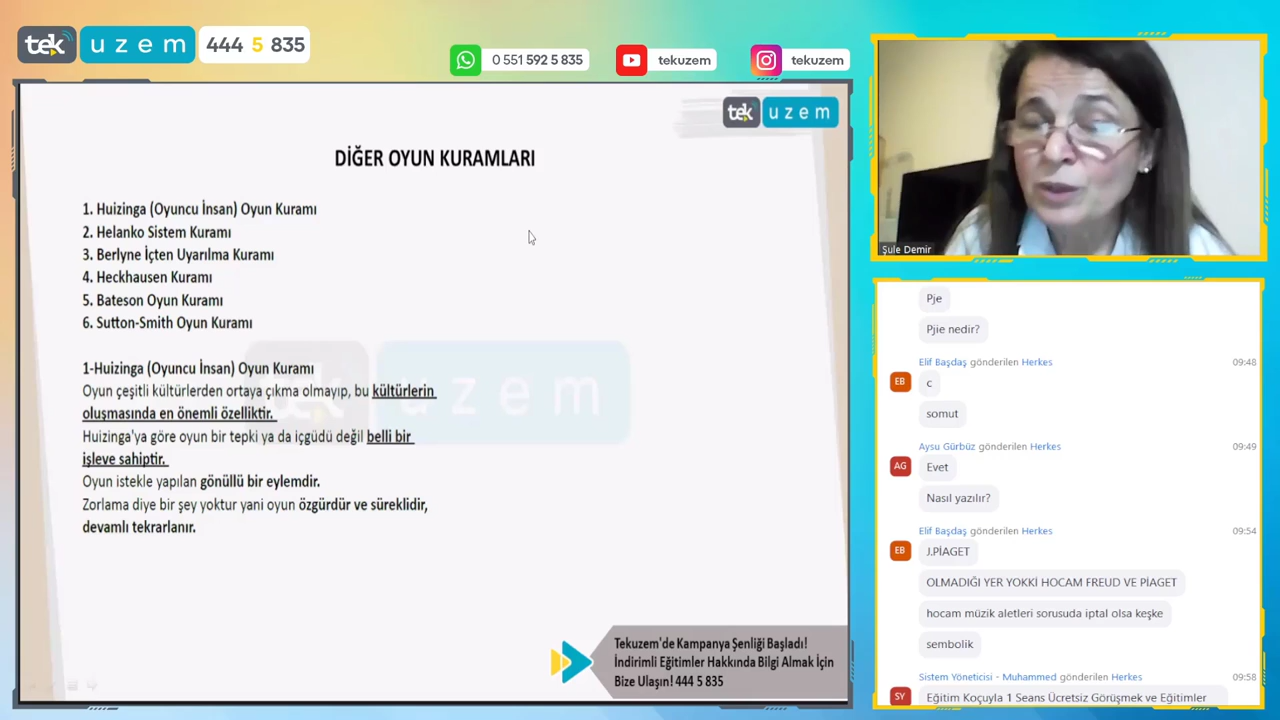 tek uzem 444 5 835
0 551 592 5 835
tekuzem
tekuzem
tek uzem
DİĞER OYUN KURAMLARI
1. Huizinga (Oyuncu İnsan) Oyun Kuramı
2. Helanko Sistem Kuramı
3. Berlyne İçten Uyarılma Kuramı
4. Heckhausen Kuramı
5. Bateson Oyun Kuramı
6. Sutton-Smith Oyun Kuramı
1-Huizinga (Oyuncu İnsan) Oyun Kuramı
Oyun çeşitli kültürlerden ortaya çıkma olmayıp, bu kültürlerin
oluşmasında en önemli özelliktir.
Huizinga'ya göre oyun bir tepki ya da içgüdü değil belli bir
işleve sahiptir.
Oyun istekle yapılan gönüllü bir eylemdir.
Zorlama diye bir şey yoktur yani oyun özgürdür ve süreklidir,
devamlı tekrarlanır.
tek uzem
Tekuzem'de Kampanya Şenliği Başladı!
İndirimli Eğitimler Hakkında Bilgi Almak İçin
Bize Ulaşın! 444 5 835
Şule Demir
Pje
Pjie nedir?
Elif Başdaş gönderilen Herkes 09:48
EB c
somut
Aysu Gürbüz gönderilen Herkes 09:49
AG Evet
Nasıl yazılır?
Elif Başdaş gönderilen Herkes 09:54
EB J.PİAGET
OLMADIĞI YER YOKKİ HOCAM FREUD VE PİAGET
hocam müzik aletleri sorusuda iptal olsa keşke
sembolik
Sistem Yöneticisi - Muhammed gönderilen Herkes 09:58
SY Eğitim Koçuyla 1 Seans Ücretsiz Görüşmek ve Eğitimler